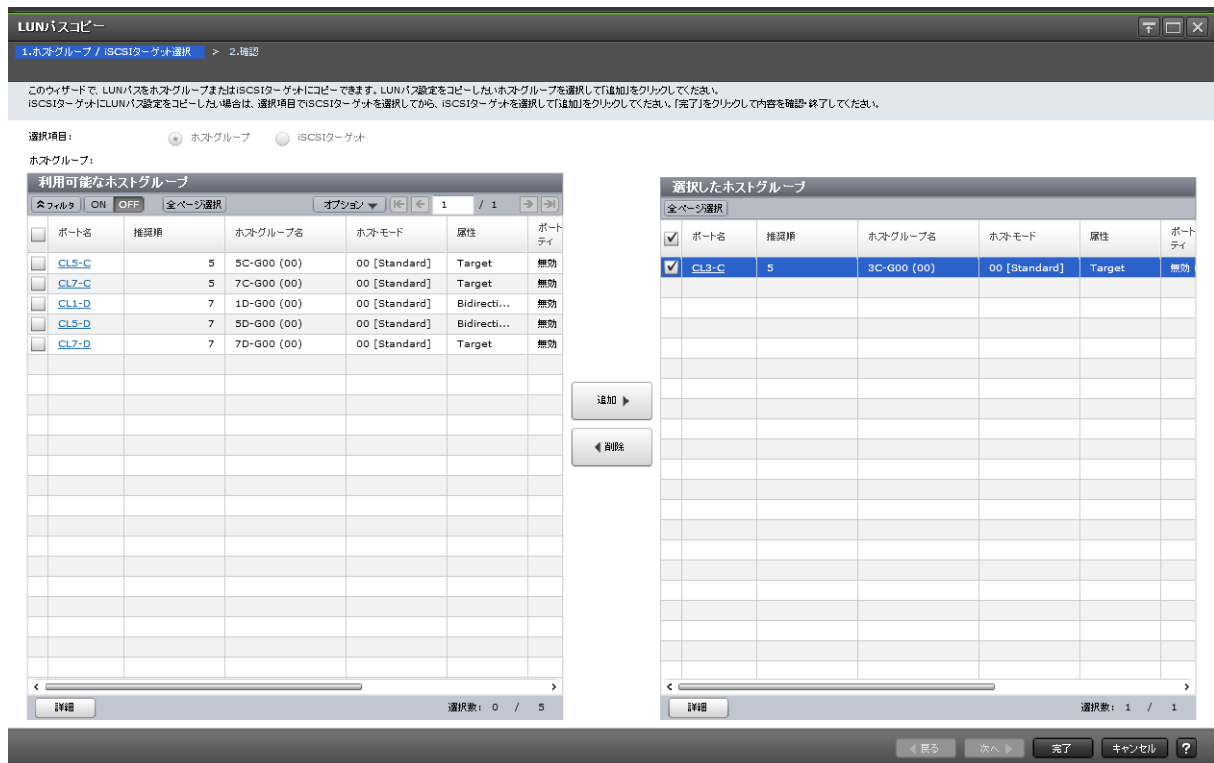 LUNパスコピー
1.ホストグループ / iSCSIターゲット選択 > 2.確認
このウィザードで、LUNパスをホストグループまたはiSCSIターゲットにコピーできます。LUNパス設定をコピーしたいホストグループを選択して「追加」をクリックしてください。
iSCSIターゲットにLUNパス設定をコピーしたい場合は、選択項目でiSCSIターゲットを選択してから、iSCSIターゲットを選択して「追加」をクリックしてください。「完了」をクリックして内容を確認・終了してください。
選択項目: ホストグループ iSCSIターゲット
ホストグループ:
利用可能なホストグループ
フィルタ ON OFF 全ページ選択 オプション 1 / 1
ポート名 推奨順 ホストグループ名 ホストモード 属性 ポート
ティ
CL5-C 5 5C-G00 (00) 00 [Standard] Target 無効
CL7-C 5 7C-G00 (00) 00 [Standard] Target 無効
CL1-D 7 1D-G00 (00) 00 [Standard] Bidirecti... 無効
CL5-D 7 5D-G00 (00) 00 [Standard] Bidirecti... 無効
CL7-D 7 7D-G00 (00) 00 [Standard] Target 無効
詳細 選択数: 0 / 5
追加
削除
選択したホストグループ
全ページ選択
ポート名 推奨順 ホストグループ名 ホストモード 属性 ポート
ティ
CL3-C 5 3C-G00 (00) 00 [Standard] Target 無効
詳細 選択数: 1 / 1
戻る 次へ 完了 キャンセル ?